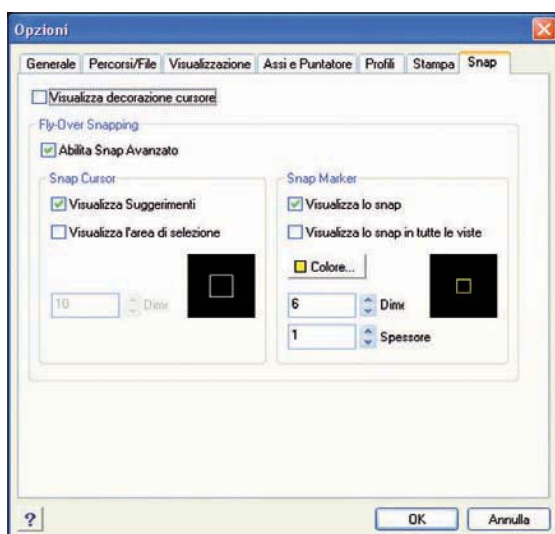 Opzioni
Generale Percorsi/File Visualizzazione Assi e Puntatore Profili Stampa Snap
Visualizza decorazione cursore
Fly-Over Snapping
Abilita Snap Avanzato
Snap Cursor
Visualizza Suggerimenti
Visualizza l'area di selezione
10 Dime
Snap Marker
Visualizza lo snap
Visualizza lo snap in tutte le viste
Colore...
6 Dime
1 Spessore
? OK Annulla